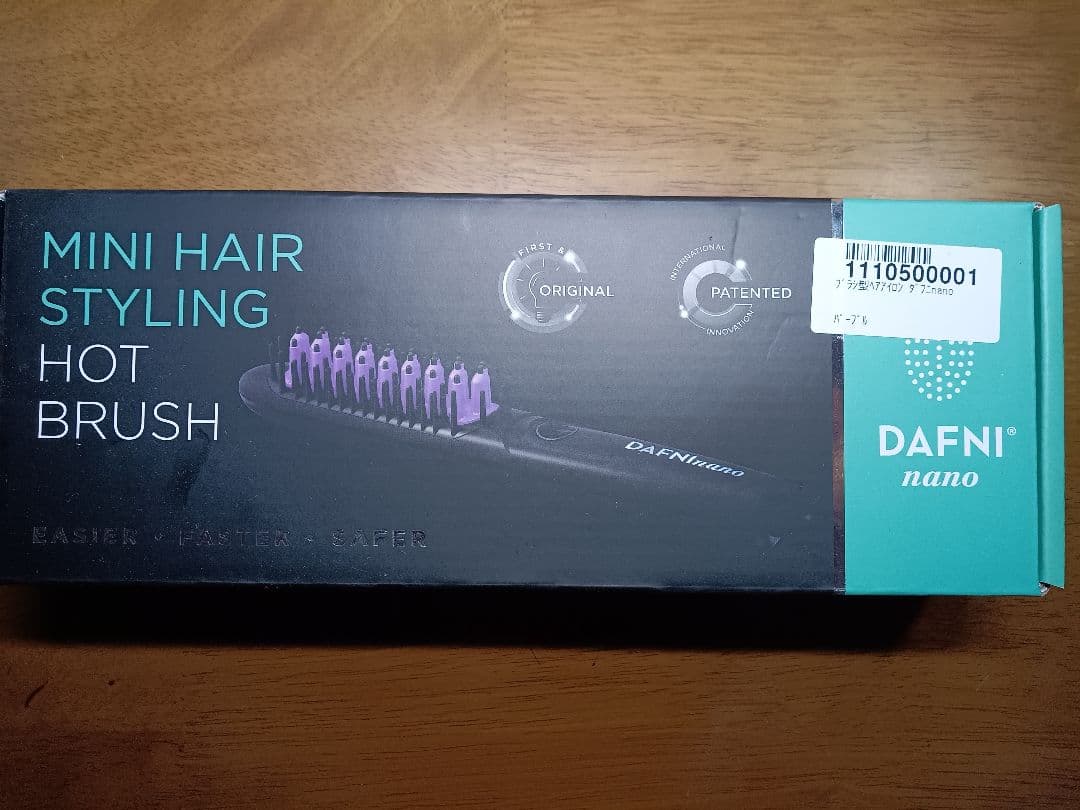 MINI HAIR
STYLING
HOT
BRUSH
EASIER · FASTER · SAFER
FIRST &
ORIGINAL
INTERNATIONAL
PATENTED
INNOVATION
DAFNInano
1110500001
ﾌﾞﾗｼ型ﾍｱｱｲﾛﾝ ﾀﾞﾌﾆnano
ﾊﾟｰﾌﾟﾙ
DAFNI®
nano